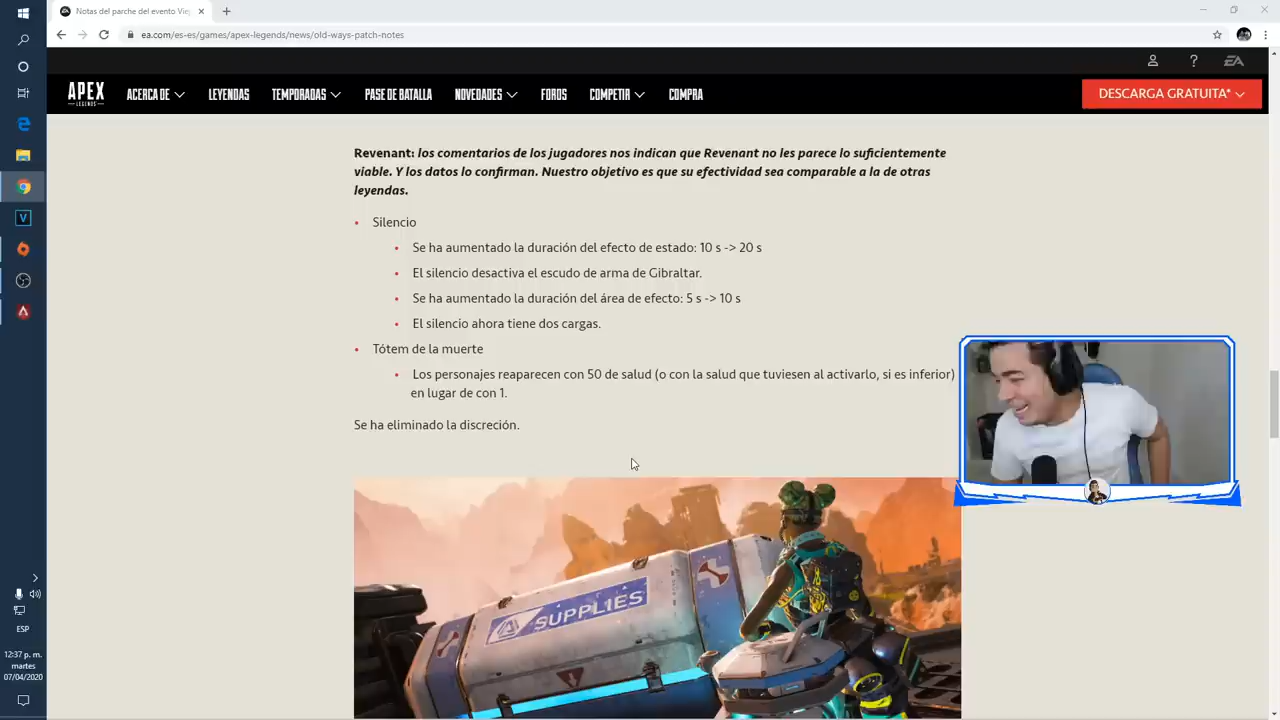 Notas del parche del evento Viej
ea.com/es-es/games/apex-legends/news/old-ways-patch-notes
EA
APEX
LEGENDS
ACERCA DE
LEYENDAS
TEMPORADAS
PASE DE BATALLA
NOVEDADES
FOROS
COMPETIR
COMPRA
DESCARGA GRATUITA*
Revenant: los comentarios de los jugadores nos indican que Revenant no les parece lo suficientemente
viable. Y los datos lo confirman. Nuestro objetivo es que su efectividad sea comparable a la de otras
leyendas.
Silencio
Se ha aumentado la duración del efecto de estado: 10 s -> 20 s
El silencio desactiva el escudo de arma de Gibraltar.
Se ha aumentado la duración del área de efecto: 5 s -> 10 s
El silencio ahora tiene dos cargas.
Tótem de la muerte
Los personajes reaparecen con 50 de salud (o con la salud que tuviesen al activarlo, si es inferior)
en lugar de con 1.
Se ha eliminado la discreción.
SUPPLIES
ESP
12:37 p. m.
martes
07/04/2020